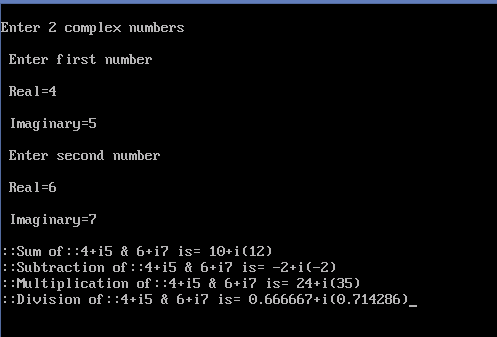 Enter 2 complex numbers
Enter first number
Real=4
Imaginary=5
Enter second number
Real=6
Imaginary=7
::Sum of::4+i5 & 6+i7 is= 10+i(12)
::Subtraction of::4+i5 & 6+i7 is= -2+i(-2)
::Multiplication of::4+i5 & 6+i7 is= 24+i(35)
::Division of::4+i5 & 6+i7 is= 0.666667+i(0.714286)_